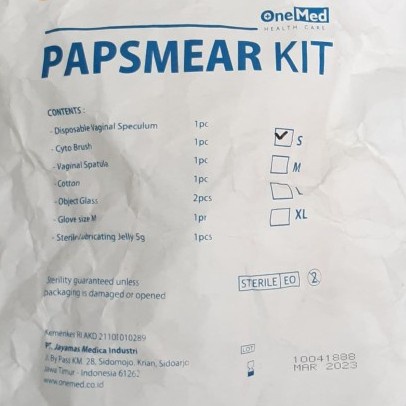 OneMed
HEALTH CARE
PAPSMEAR KIT
CONTENTS :
- Disposable Vaginal Speculum 1pc
- Cyto Brush 1pc
- Vaginal Spatula 1pc
- Cotton 1pc
- Object Glass 2pcs
- Glove size M 1pr
- Sterile Lubricating Jelly 5g 1pcs
S
M
L
XL
Sterility guaranteed unless
packaging is damaged or opened
STERILE EO 2
Kemenkes RI AKD 21101010289
PT. Jayamas Medica Industri
Jl. By Pass KM. 28, Sidomojo, Krian, Sidoarjo
Jawa Timur - Indonesia 61262
www.onemed.co.id
LOT 10041888
MAR 2023